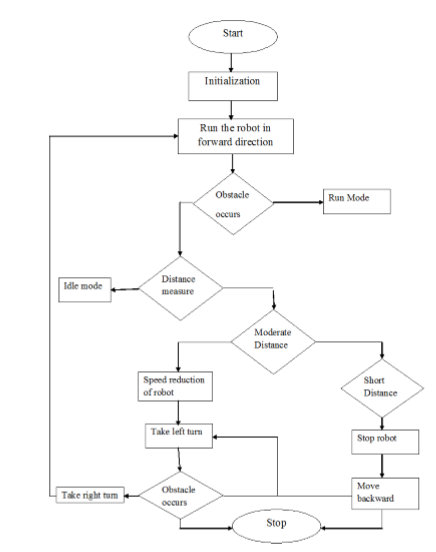 Start
Initialization
Run the robot in
forward direction
Obstacle
occurs
Run Mode
Distance
measure
Idle mode
Moderate
Distance
Speed reduction
of robot
Short
Distance
Take left turn
Stop robot
Obstacle
occurs
Take right turn
Move
backward
Stop